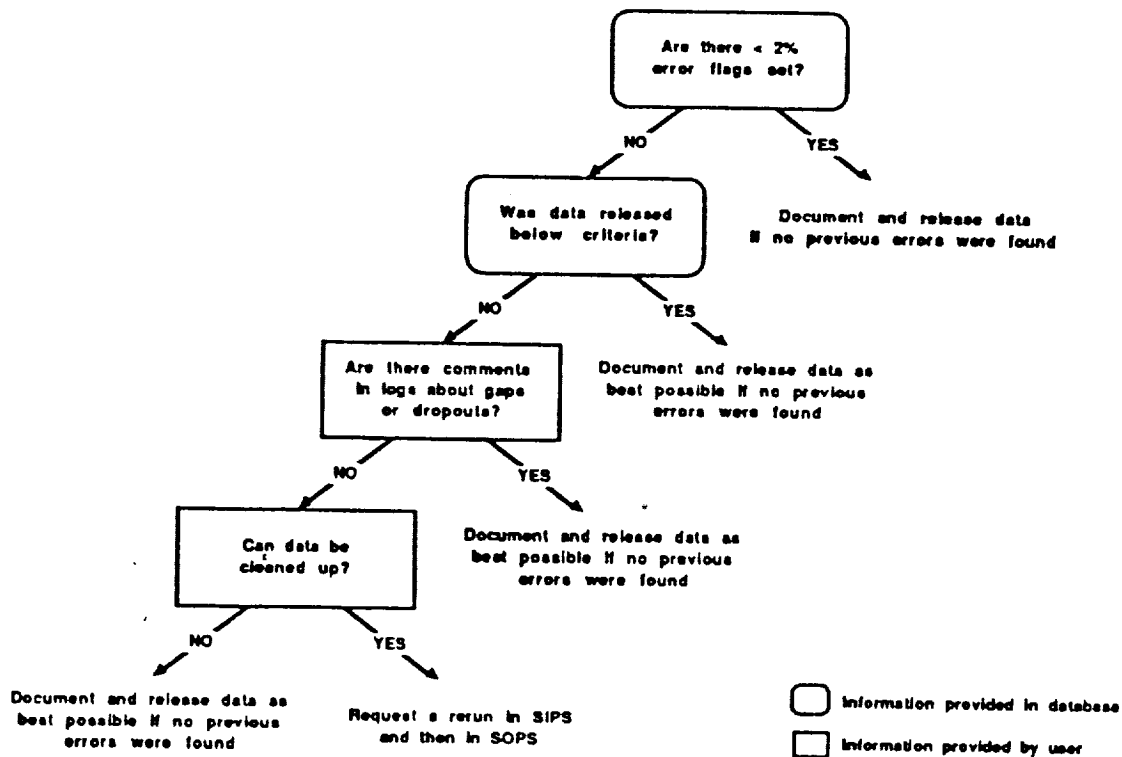 Are there < 2%
error flags set?
NO
YES
Was data released
below criteria?
Document and release data
if no previous errors were found
NO
YES
Are there comments
in logs about gaps
or dropouts?
Document and release data as
best possible if no previous
errors were found
NO
YES
Can data be
cleaned up?
Document and release data as
best possible if no previous
errors were found
NO
YES
Document and release data as
best possible if no previous
errors were found
Request a rerun in SIPS
and then in SOPS
Information provided in database
Information provided by user